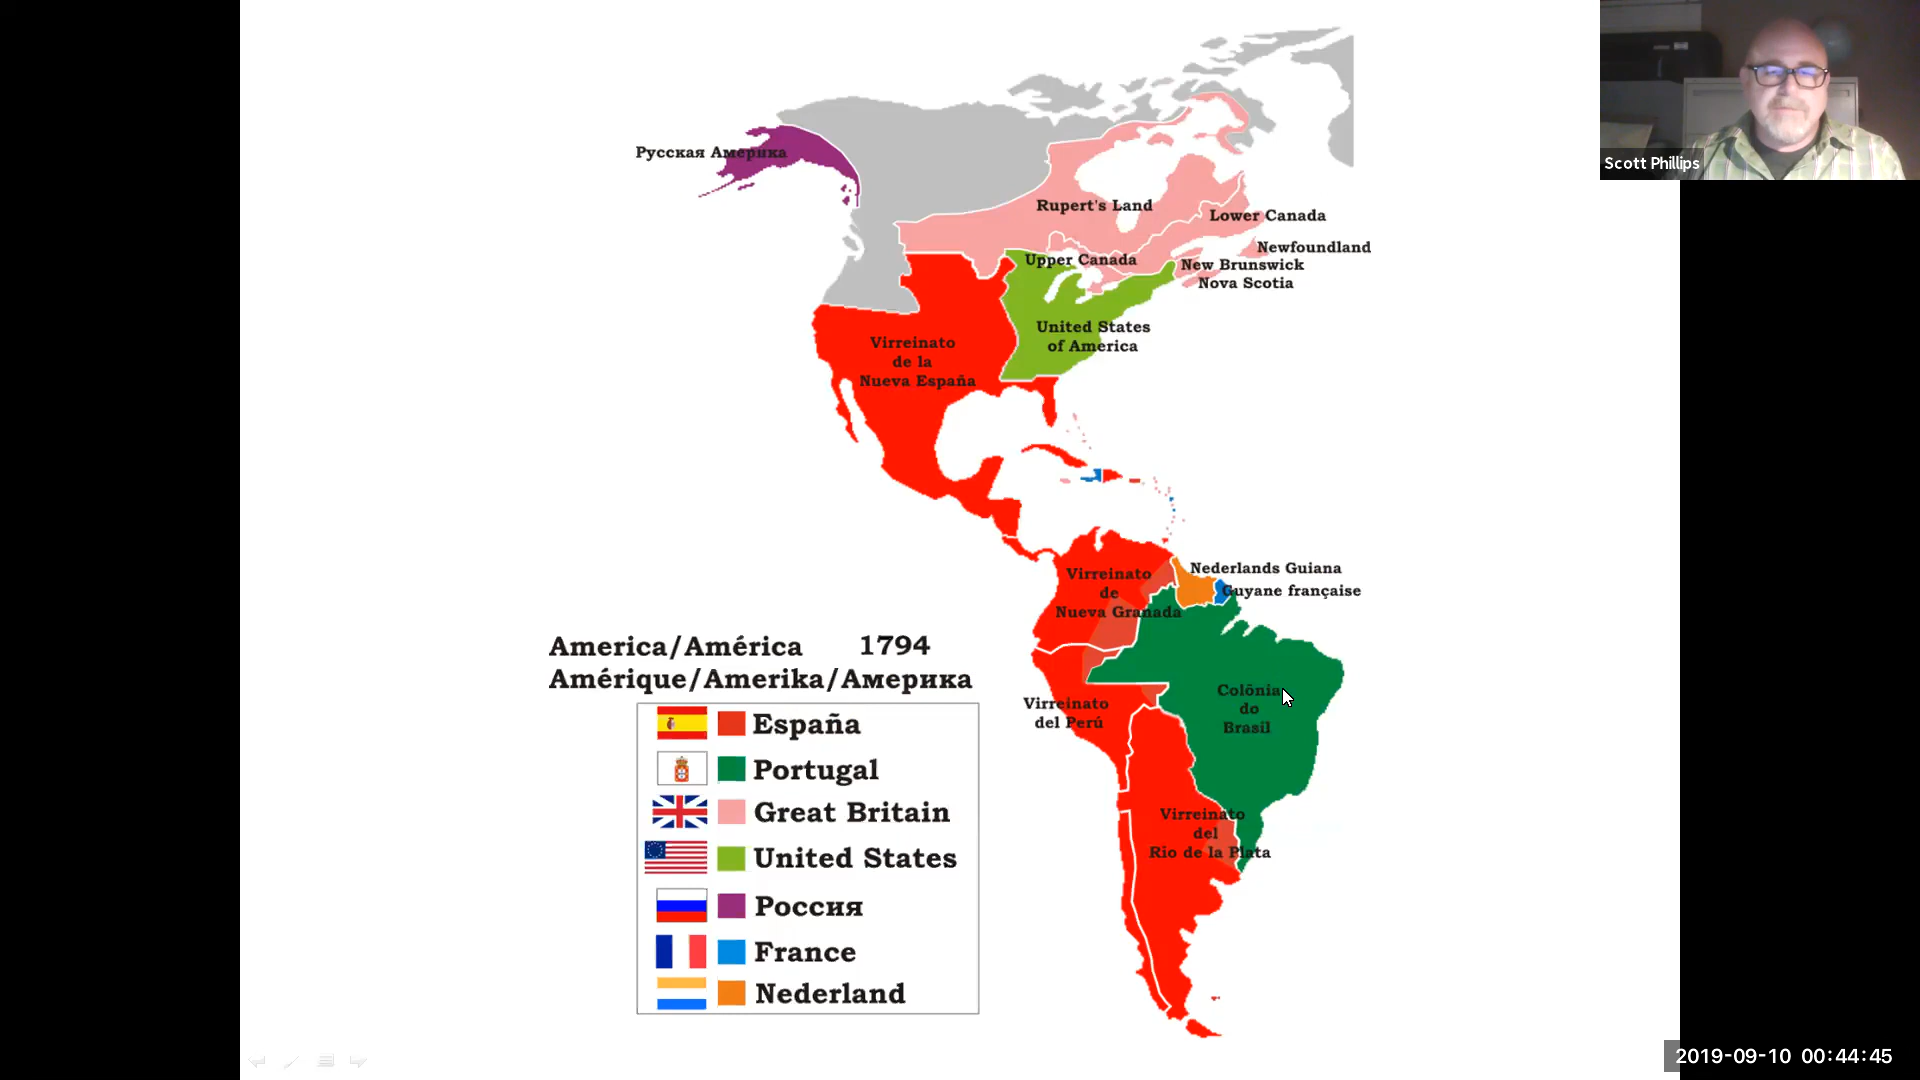 Scott Phillips
Русская Америка
Rupert's Land
Lower Canada
Newfoundland
Upper Canada
New Brunswick
Nova Scotia
United States
of America
Virreinato
de la
Nueva España
Nederlands Guiana
Guyane française
Virreinato
de
Nueva Granada
America/América 1794
Amérique/Amerika/Америка
Colônia
do
Brasil
Virreinato
del Perú
España
Portugal
Great Britain
United States
Россия
France
Nederland
Virreinato
del
Rio de la Plata
2019-09-10 00:44:45